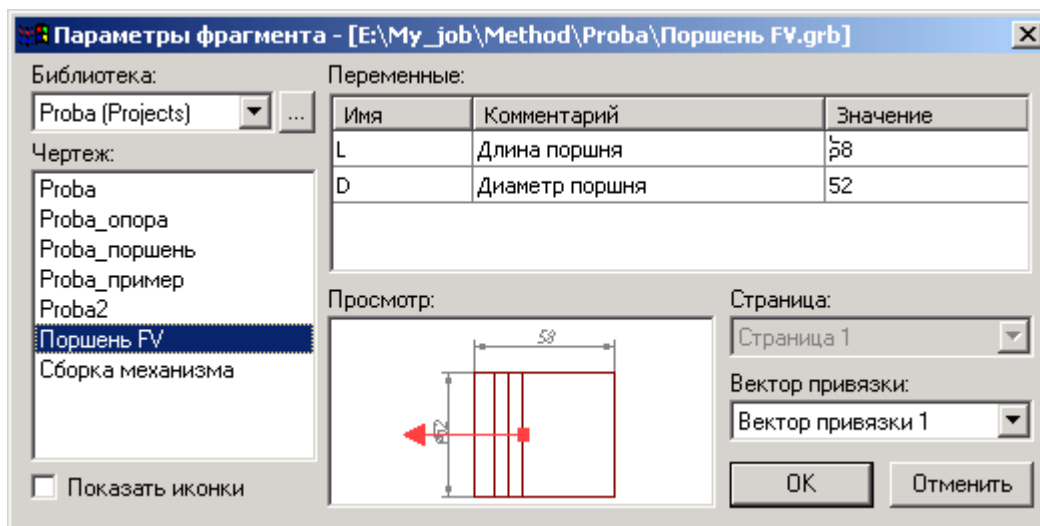 Параметры фрагмента - [E:\My_job\Method\Proba\Поршень FV.grb]
Библиотека:
Proba (Projects)
...
Чертеж:
Proba
Proba_опора
Proba_поршень
Proba_пример
Proba2
Поршень FV
Сборка механизма
Показать иконки
Переменные:
Имя Комментарий Значение
L Длина поршня 58
D Диаметр поршня 52
Просмотр:
58
Страница:
Страница 1
Вектор привязки:
Вектор привязки 1
OK
Отменить